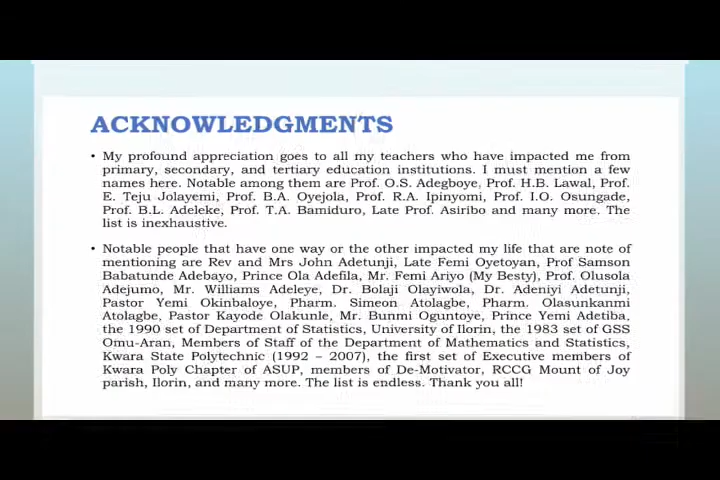 ACKNOWLEDGMENTS
• My profound appreciation goes to all my teachers who have impacted me from
primary, secondary, and tertiary education institutions. I must mention a few
names here. Notable among them are Prof. O.S. Adegboye, Prof. H.B. Lawal, Prof.
E. Teju Jolayemi, Prof. B.A. Oyejola, Prof. R.A. Ipinyomi, Prof. I.O. Osungade,
Prof. B.L. Adeleke, Prof. T.A. Bamiduro, Late Prof. Asiribo and many more. The
list is inexhaustive.
• Notable people that have one way or the other impacted my life that are note of
mentioning are Rev and Mrs John Adetunji, Late Femi Oyetoyan, Prof Samson
Babatunde Adebayo, Prince Ola Adefila, Mr. Femi Ariyo (My Besty), Prof. Olusola
Adejumo, Mr. Williams Adeleye, Dr. Bolaji Olayiwola, Dr. Adeniyi Adetunji,
Pastor Yemi Okinbaloye, Pharm. Simeon Atolagbe, Pharm. Olasunkanmi
Atolagbe, Pastor Kayode Olakunle, Mr. Bunmi Oguntoye, Prince Yemi Adetiba,
the 1990 set of Department of Statistics, University of Ilorin, the 1983 set of GSS
Omu-Aran, Members of Staff of the Department of Mathematics and Statistics,
Kwara State Polytechnic (1992 – 2007), the first set of Executive members of
Kwara Poly Chapter of ASUP, members of De-Motivator, RCCG Mount of Joy
parish, Ilorin, and many more. The list is endless. Thank you all!